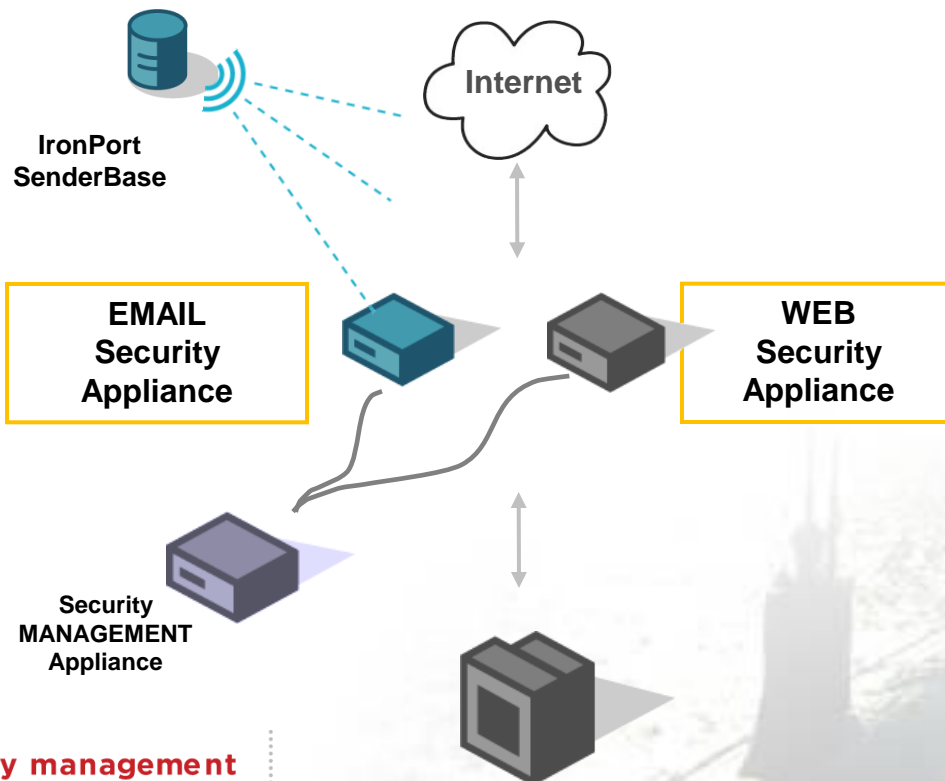 Internet
IronPort
SenderBase
EMAIL
Security
Appliance
WEB
Security
Appliance
Security
MANAGEMENT
Appliance
y management